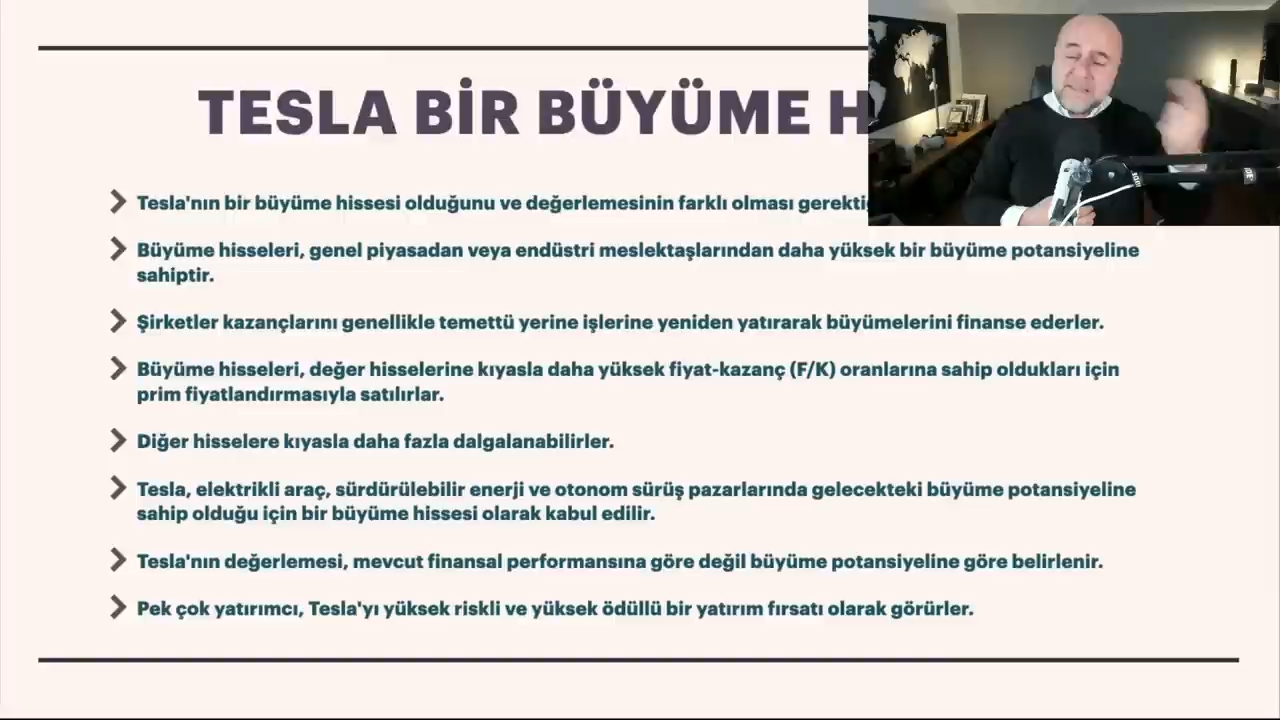 TESLA BİR BÜYÜME H
Tesla'nın bir büyüme hissesi olduğunu ve değerlemesinin farklı olması gerekti
Büyüme hisseleri, genel piyasadan veya endüstri meslektaşlarından daha yüksek bir büyüme potansiyeline
sahiptir.
Şirketler kazançlarını genellikle temettü yerine işlerine yeniden yatırarak büyümelerini finanse ederler.
Büyüme hisseleri, değer hisselerine kıyasla daha yüksek fiyat-kazanç (F/K) oranlarına sahip oldukları için
prim fiyatlandırmasıyla satılırlar.
Diğer hisselere kıyasla daha fazla dalgalanabilirler.
Tesla, elektrikli araç, sürdürülebilir enerji ve otonom sürüş pazarlarında gelecekteki büyüme potansiyeline
sahip olduğu için bir büyüme hissesi olarak kabul edilir.
Tesla'nın değerlemesi, mevcut finansal performansına göre değil büyüme potansiyeline göre belirlenir.
Pek çok yatırımcı, Tesla'yı yüksek riskli ve yüksek ödüllü bir yatırım fırsatı olarak görürler.